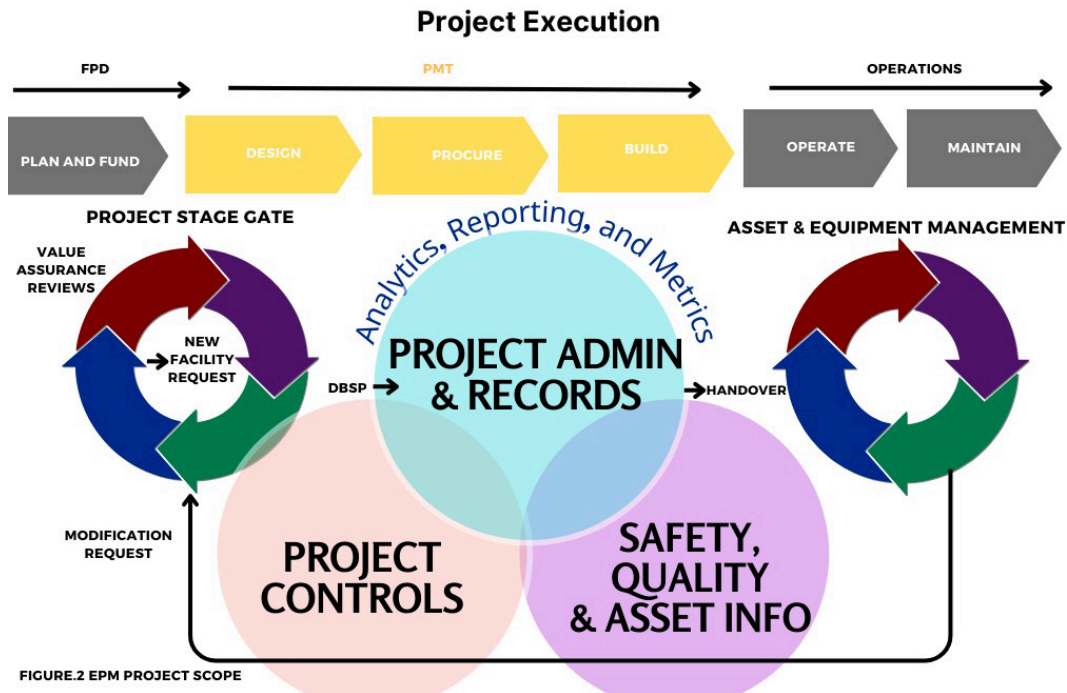 Project Execution
FPD
PMT
OPERATIONS
PLAN AND FUND
DESIGN
PROCURE
BUILD
OPERATE
MAINTAIN
PROJECT STAGE GATE
Analytics, Reporting, and Metrics
ASSET & EQUIPMENT MANAGEMENT
VALUE
ASSURANCE
REVIEWS
NEW
FACILITY
REQUEST
DBSP
PROJECT ADMIN
& RECORDS
HANDOVER
MODIFICATION
REQUEST
PROJECT
CONTROLS
SAFETY,
QUALITY
& ASSET INFO
FIGURE.2 EPM PROJECT SCOPE